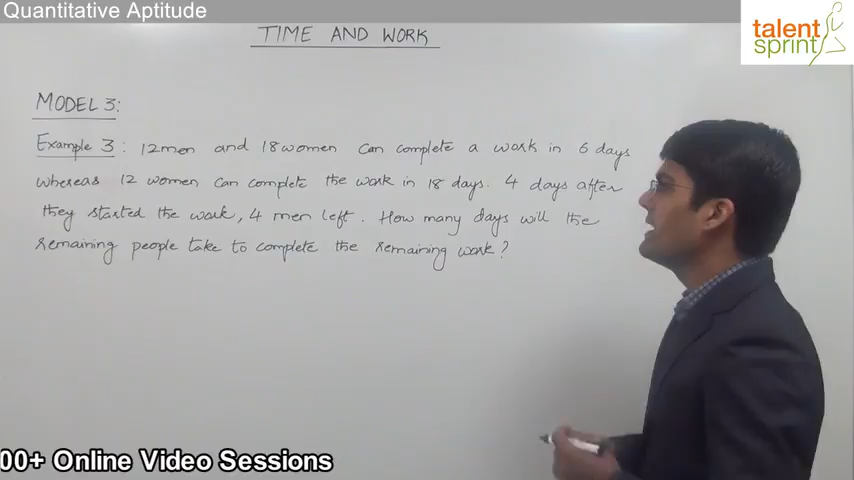 Quantitative Aptitude
talent
sprint
TIME AND WORK
MODEL 3:
Example 3 : 12men and 18women can complete a work in 6 days
whereas 12 women can complete the work in 18 days. 4 days after
they started the work, 4 men left. How many days will the
remaining people take to complete the remaining work?
00+ Online Video Sessions